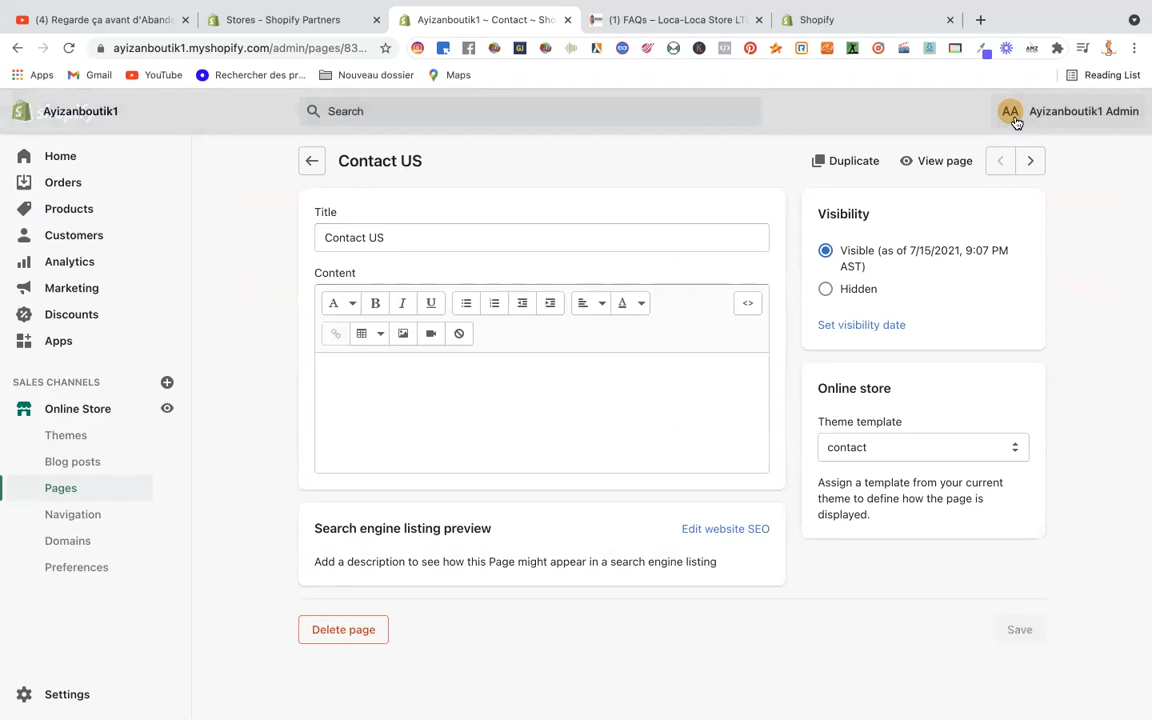 (4) Regarde ça avant d'Aband
Stores - Shopify Partners
Ayizanboutik1 ~ Contact ~ Sho
(1) FAQs – Loca-Loca Store LT
Shopify
ayizanboutik1.myshopify.com/admin/pages/83...
Apps
Gmail
YouTube
Rechercher des pr...
Nouveau dossier
Maps
Reading List
Ayizanboutik1
Search
AA
Ayizanboutik1 Admin
Home
Orders
Products
Customers
Analytics
Marketing
Discounts
Apps
SALES CHANNELS
Online Store
Themes
Blog posts
Pages
Navigation
Domains
Preferences
Settings
Contact US
Duplicate
View page
Title
Contact US
Content
A
B
I
U
A
<>
Search engine listing preview
Edit website SEO
Add a description to see how this Page might appear in a search engine listing
Delete page
Visibility
Visible (as of 7/15/2021, 9:07 PM
AST)
Hidden
Set visibility date
Online store
Theme template
contact
Assign a template from your current
theme to define how the page is
displayed.
Save